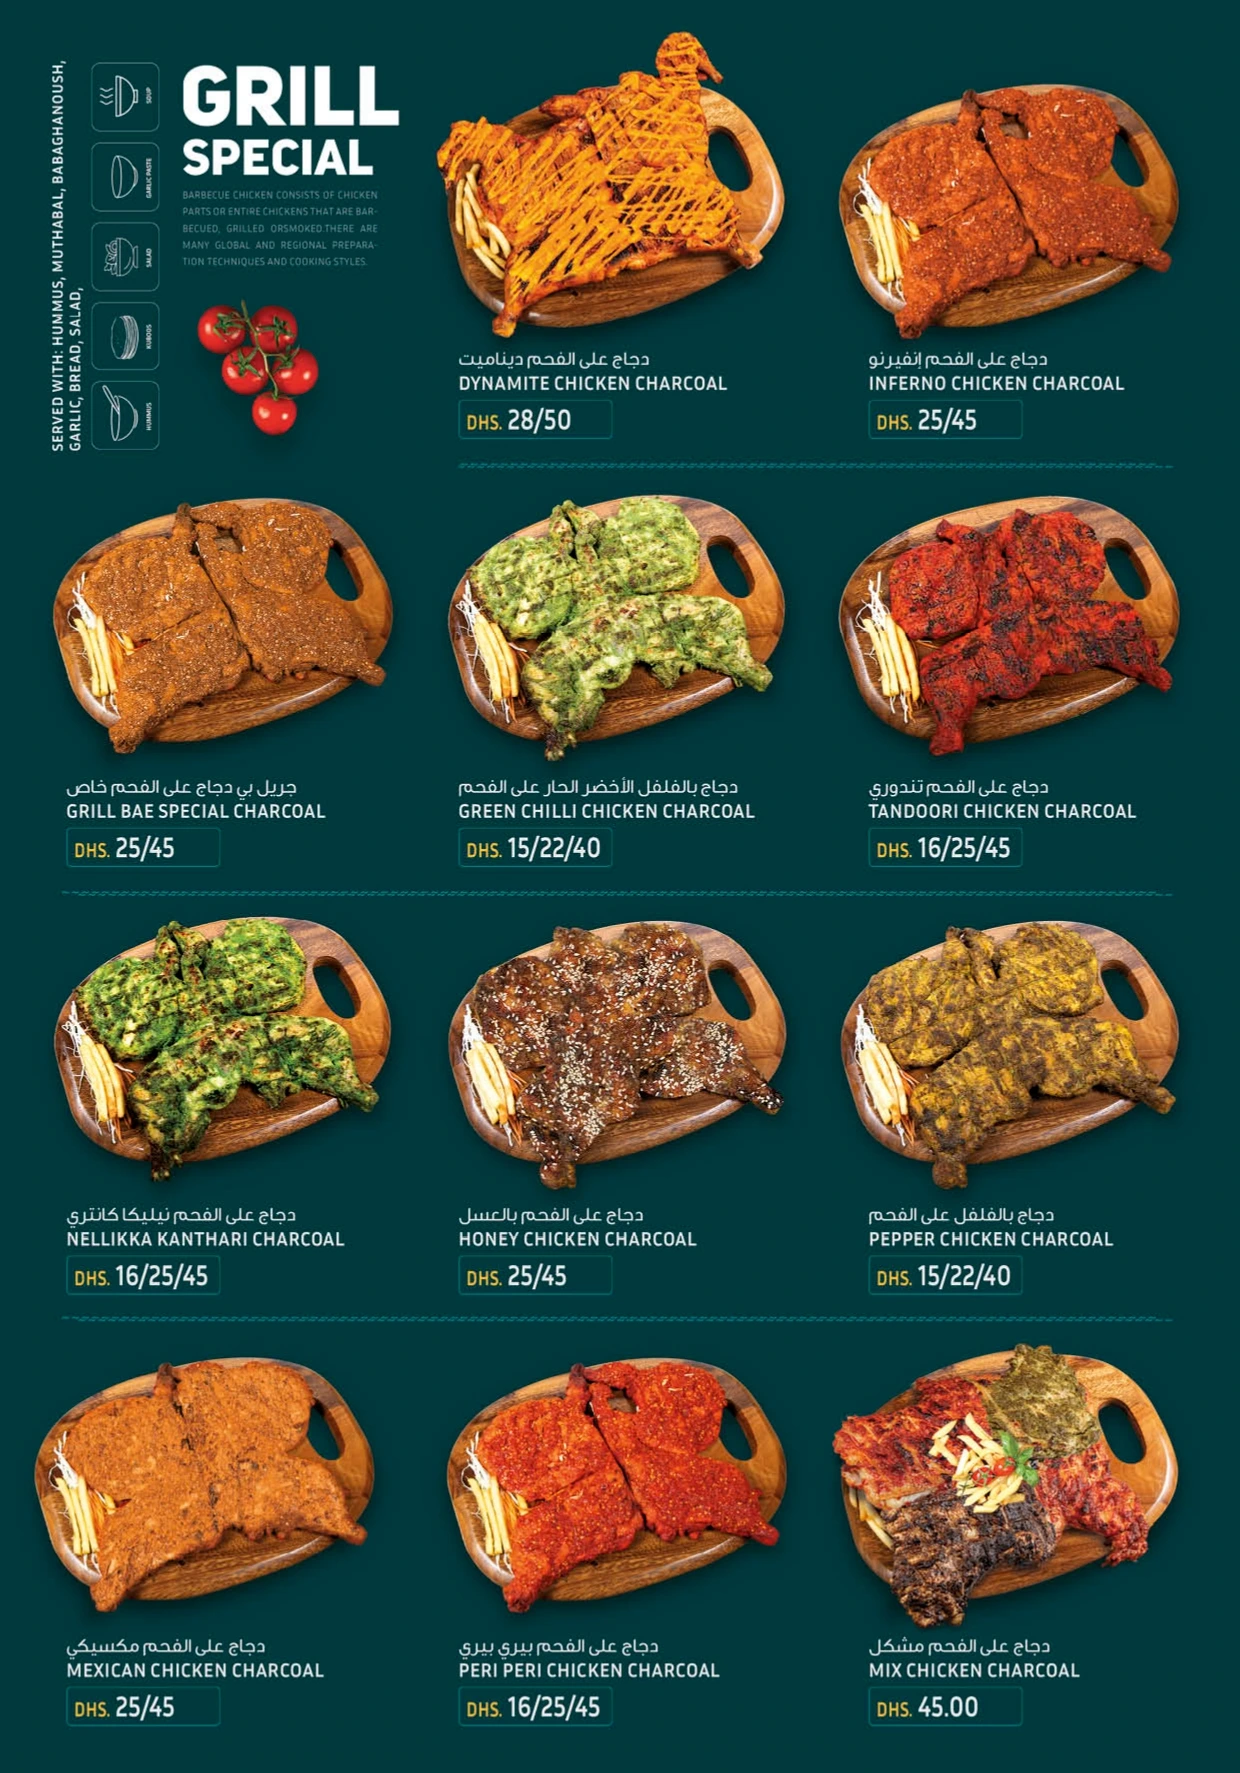 SERVED WITH: HUMMUS, MUTHABAL, BABAGHANOUSH,
GARLIC, BREAD, SALAD,
SOUP
GARLIC PASTE
SALAD
KUBOOS
HUMMUS
GRILL
SPECIAL
BARBECUE CHICKEN CONSISTS OF CHICKEN
PARTS OR ENTIRE CHICKENS THAT ARE BAR-
BECUED, GRILLED ORSMOKED.THERE ARE
MANY GLOBAL AND REGIONAL PREPARA-
TION TECHNIQUES AND COOKING STYLES.
دجاج على الفحم ديناميت
DYNAMITE CHICKEN CHARCOAL
DHS. 28/50
دجاج على الفحم إنفيرنو
INFERNO CHICKEN CHARCOAL
DHS. 25/45
جريل بي دجاج على الفحم خاص
GRILL BAE SPECIAL CHARCOAL
DHS. 25/45
دجاج بالفلفل الأخضر الحار على الفحم
GREEN CHILLI CHICKEN CHARCOAL
DHS. 15/22/40
دجاج على الفحم تندوري
TANDOORI CHICKEN CHARCOAL
DHS. 16/25/45
دجاج على الفحم نيليكا كانتري
NELLIKKA KANTHARI CHARCOAL
DHS. 16/25/45
دجاج على الفحم بالعسل
HONEY CHICKEN CHARCOAL
DHS. 25/45
دجاج بالفلفل على الفحم
PEPPER CHICKEN CHARCOAL
DHS. 15/22/40
دجاج على الفحم مكسيكي
MEXICAN CHICKEN CHARCOAL
DHS. 25/45
دجاج على الفحم بيري بيري
PERI PERI CHICKEN CHARCOAL
DHS. 16/25/45
دجاج على الفحم مشكل
MIX CHICKEN CHARCOAL
DHS. 45.00